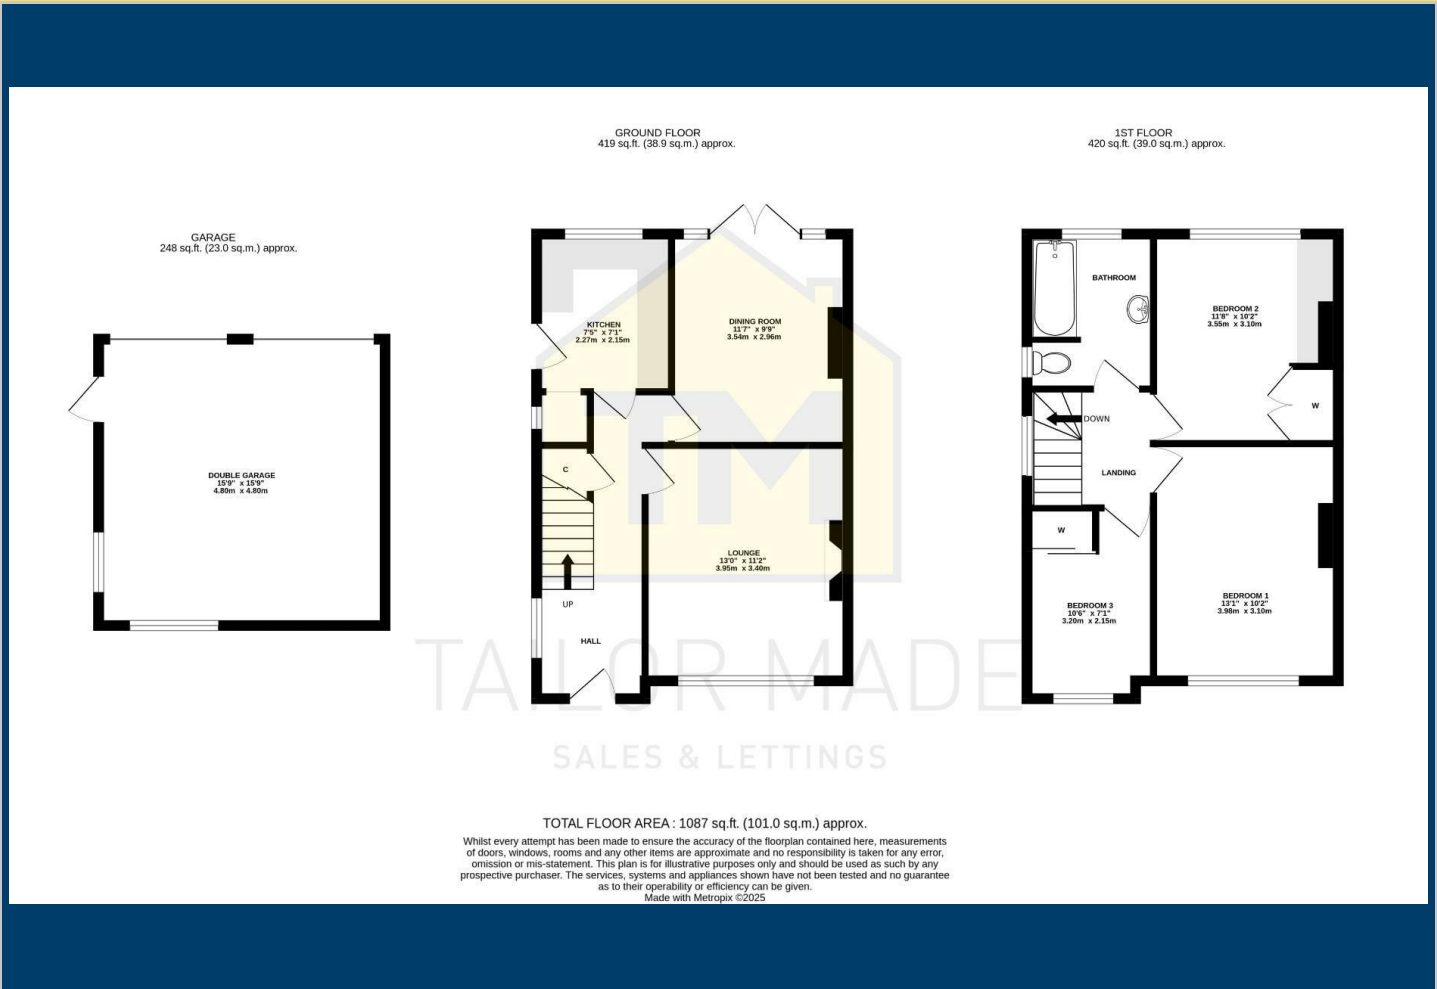 GROUND FLOOR
419 sq.ft. (38.9 sq.m.) approx.
1ST FLOOR
420 sq.ft. (39.0 sq.m.) approx.
GARAGE
248 sq.ft. (23.0 sq.m.) approx.
DOUBLE GARAGE
15'9" x 15'9"
4.80m x 4.80m
KITCHEN
7'5" x 7'1"
2.27m x 2.15m
DINING ROOM
11'7" x 9'9"
3.54m x 2.96m
C
LOUNGE
13'0" x 11'2"
3.95m x 3.40m
UP
HALL
BATHROOM
BEDROOM 2
11'8" x 10'2"
3.55m x 3.10m
W
DOWN
LANDING
W
BEDROOM 3
10'6" x 7'1"
3.20m x 2.15m
BEDROOM 1
13'1" x 10'2"
3.98m x 3.10m
TM
TAILOR MADE
SALES & LETTINGS
TOTAL FLOOR AREA : 1087 sq.ft. (101.0 sq.m.) approx.
Whilst every attempt has been made to ensure the accuracy of the floorplan contained here, measurements
of doors, windows, rooms and any other items are approximate and no responsibility is taken for any error,
omission or mis-statement. This plan is for illustrative purposes only and should be used as such by any
prospective purchaser. The services, systems and appliances shown have not been tested and no guarantee
as to their operability or efficiency can be given.
Made with Metropix ©2025